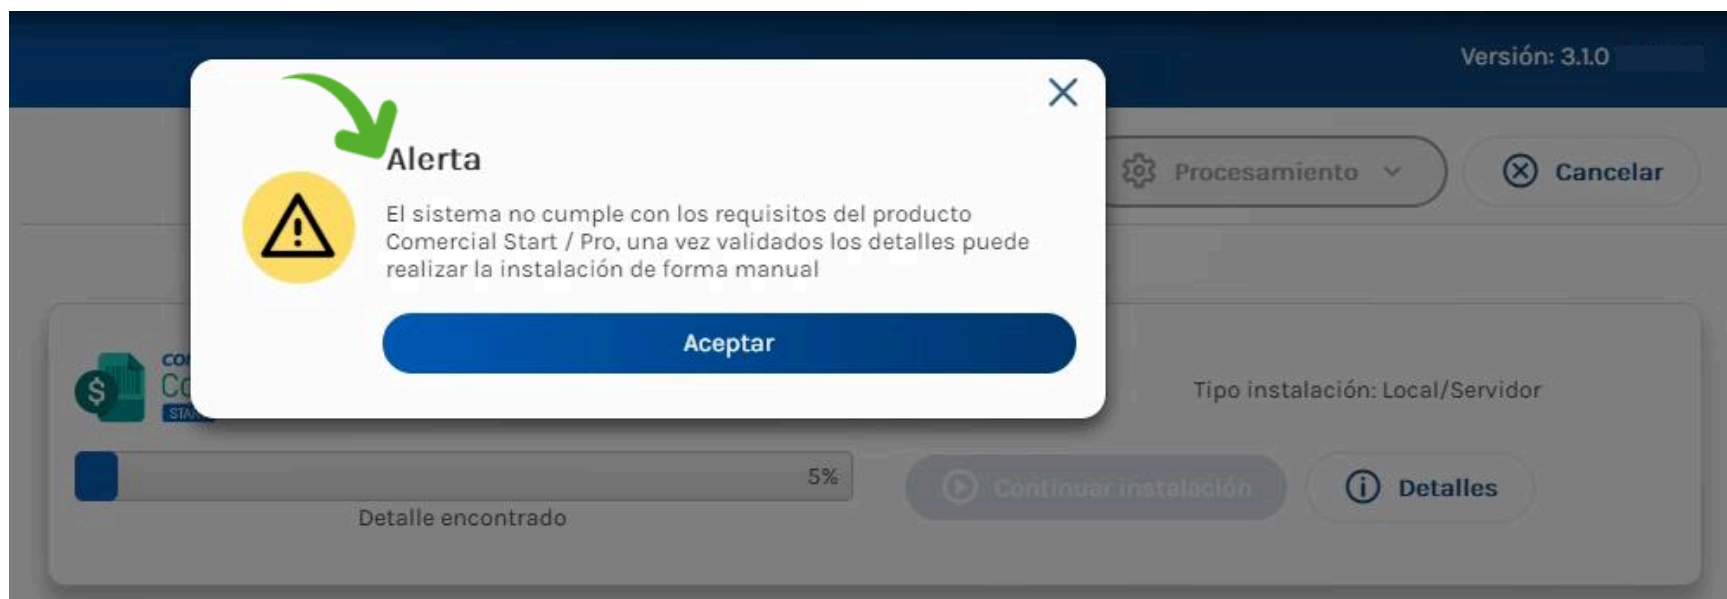 Versión: 3.1.0
Alerta
Procesamiento
Cancelar
El sistema no cumple con los requisitos del producto
Comercial Start / Pro, una vez validados los detalles puede
realizar la instalación de forma manual
Aceptar
Tipo instalación: Local/Servidor
5%
Continuar instalación
Detalles
Detalle encontrado